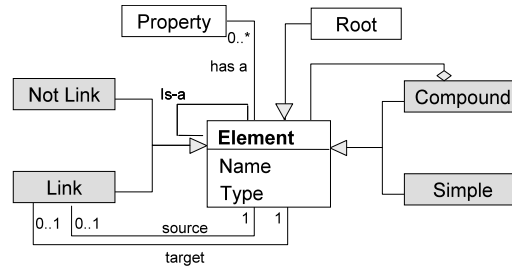 Property
Root
0..*
has a
Is-a
Not Link
Compound
Element
Name
Type
Link
Simple
0..1
0..1
source
1
1
target